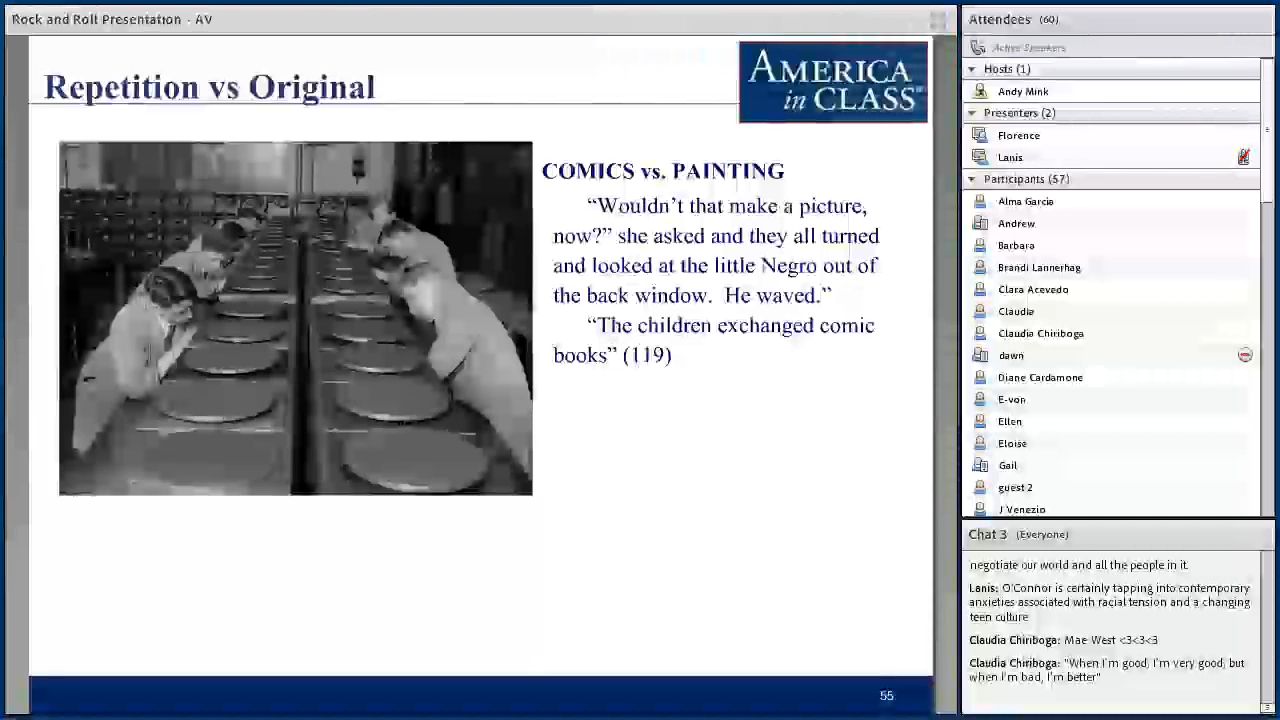 Rock and Roll Presentation - AV
Repetition vs Original
AMERICA
in CLASS
COMICS vs. PAINTING
“Wouldn’t that make a picture,
now?” she asked and they all turned
and looked at the little Negro out of
the back window. He waved.”
“The children exchanged comic
books” (119)
55
Attendees (60)
Active Speakers
Hosts (1)
Andy Mink
Presenters (2)
Florence
Lanis
Participants (57)
Alma Garcia
Andrew
Barbara
Brandi Lannerhag
Clara Acevedo
Claudia
Claudia Chiriboga
dawn
Diane Cardamone
E-von
Ellen
Eloise
Gail
guest 2
J Venezio
Chat 3 (Everyone)
negotiate our world and all the people in it.
Lanis: O'Connor is certainly tapping into contemporary
anxieties associated with racial tension and a changing
teen culture
Claudia Chiriboga: Mae West <3<3<3
Claudia Chiriboga: "When I'm good, I'm very good, but
when I'm bad, I'm better"